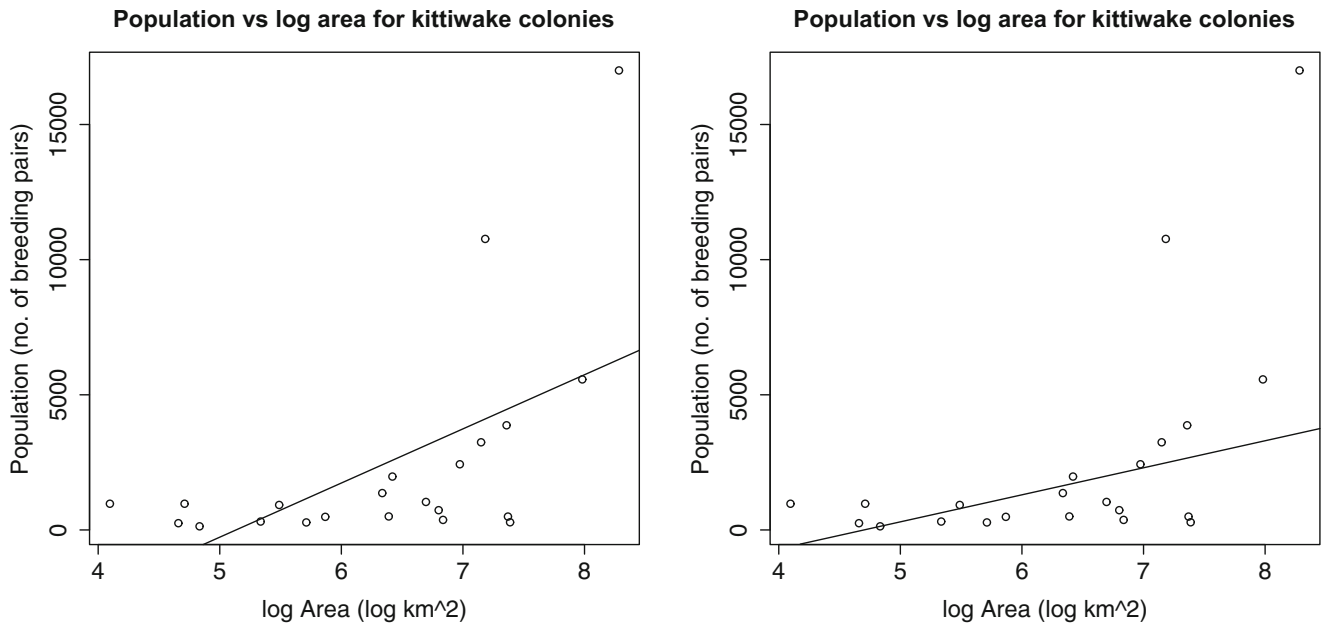 Population vs log area for kittiwake colonies
Population (no. of breeding pairs)
15000
10000
5000
0
4 5 6 7 8
log Area (log km^2)
Population vs log area for kittiwake colonies
Population (no. of breeding pairs)
15000
10000
5000
0
4 5 6 7 8
log Area (log km^2)